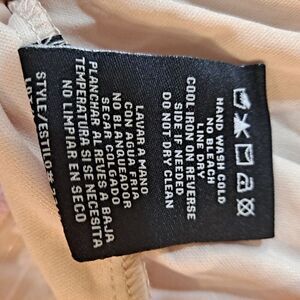 HAND WASH COLD
NO BLEACH
LINE DRY
COOL IRON ON REVERSE
SIDE IF NEEDED
DO NOT DRY CLEAN
LAVAR A MANO
CON AGUA FRIA
NO BLANQUEADOR
SECAR COLGADO
PLANCHAR AL REVES A BAJA
TEMPERATURA SI SE NECESITA
NO LIMPIAR EN SECO
STYLE/ESTILO#